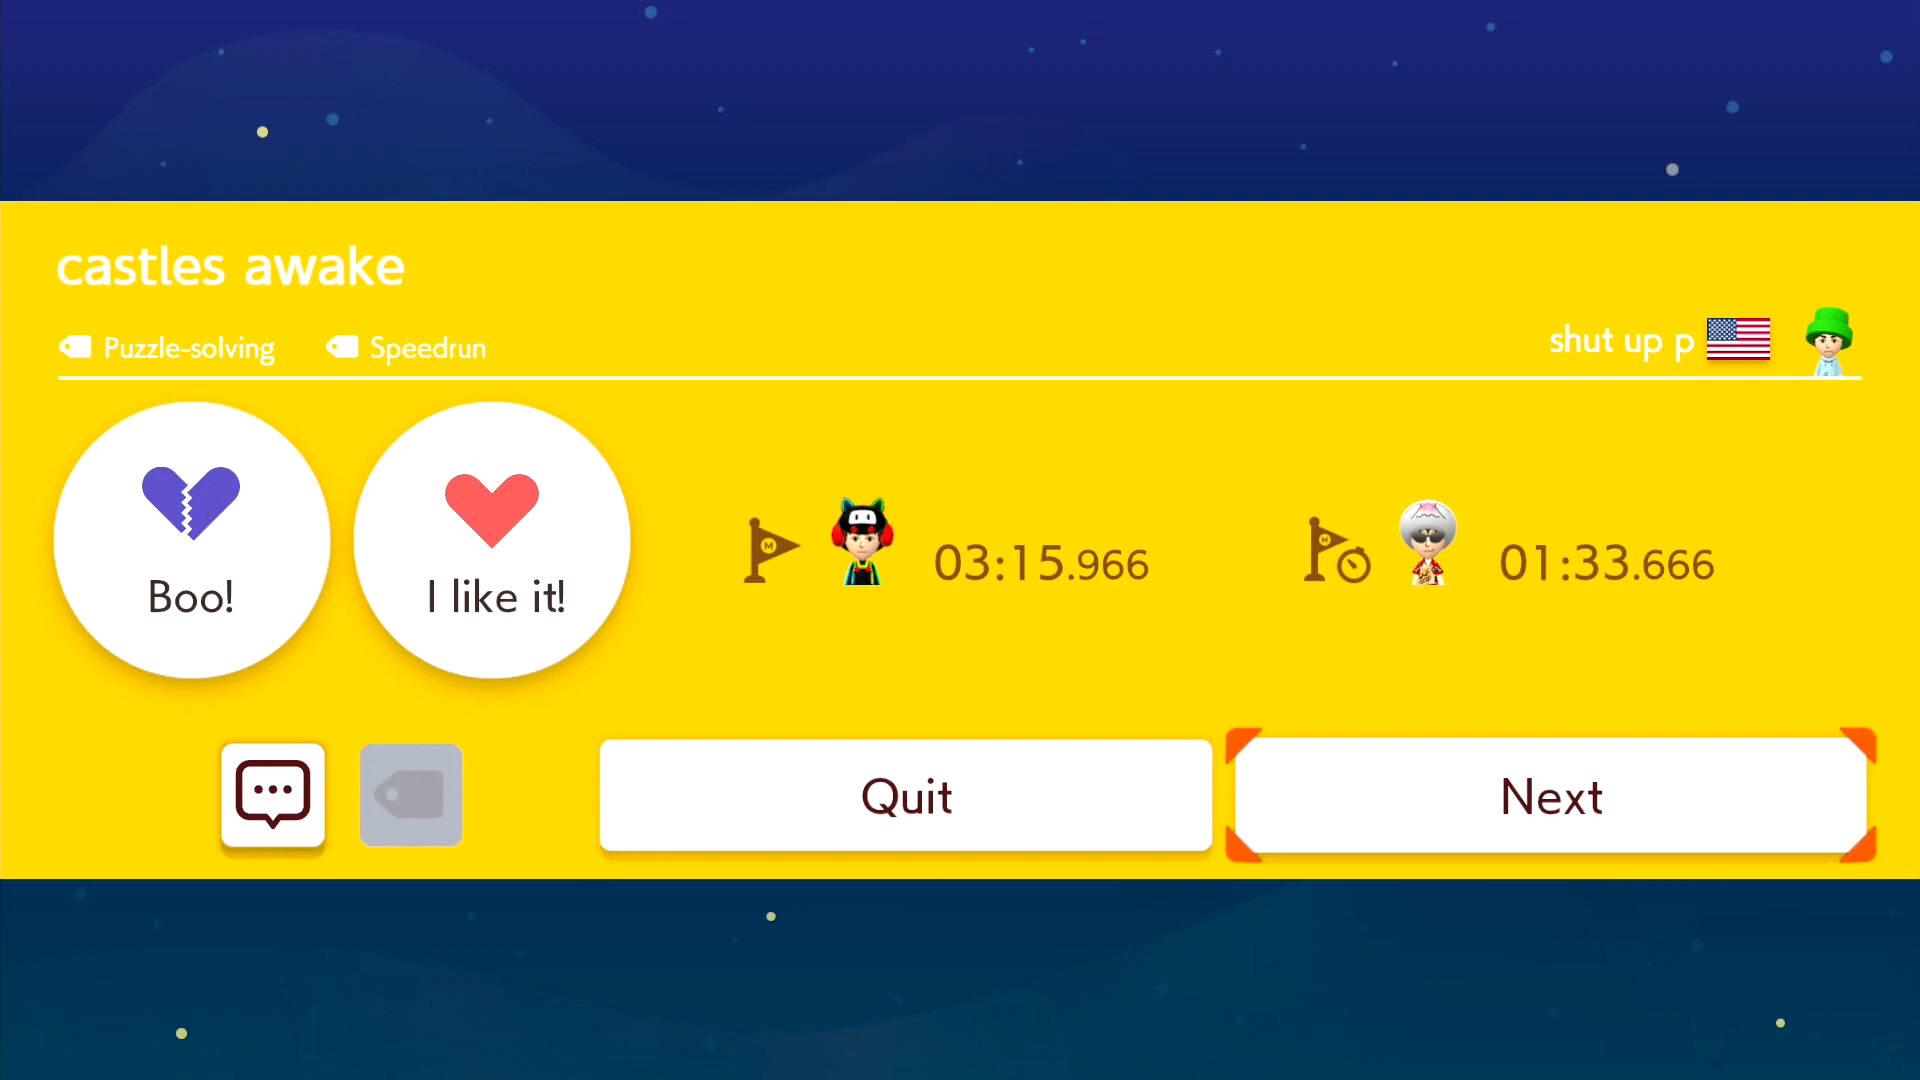 castles awake
Puzzle-solving Speedrun
shut up p
Boo!
I like it!
M
03:15.966
M
01:33.666
Quit
Next